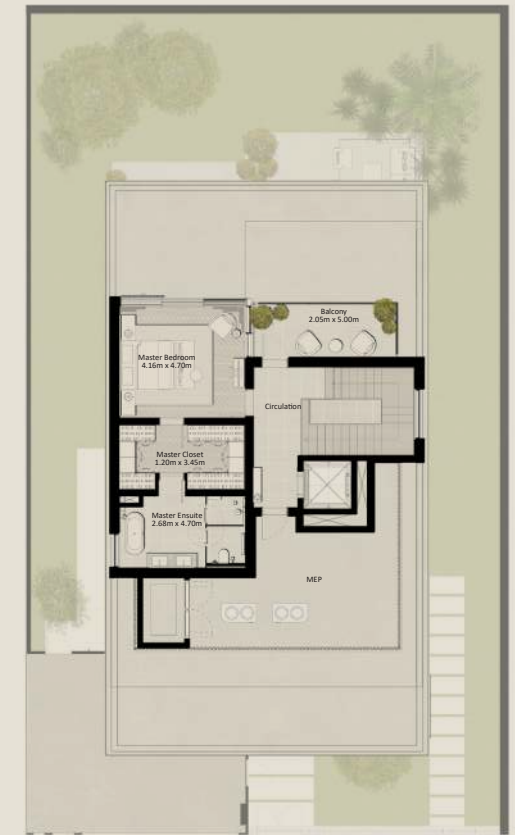 Balcony
2.05m x 5.00m
Master Bedroom
4.16m x 4.70m
Circulation
Master Closet
1.20m x 3.45m
Master Ensuite
2.68m x 4.70m
MEP